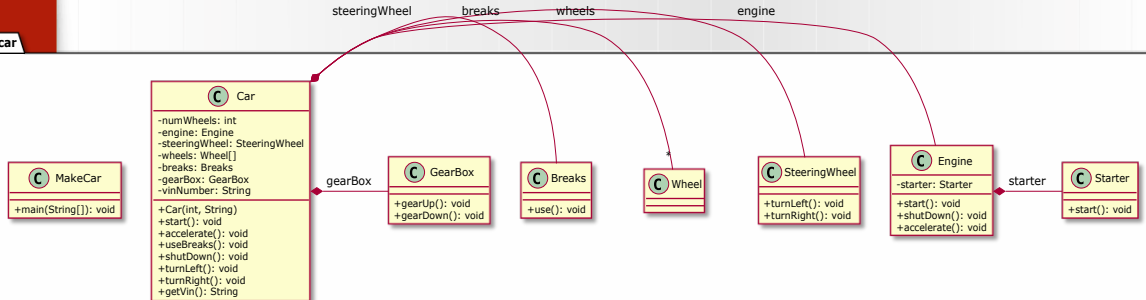 steeringWheel
breaks
wheels
engine
car
C Car
-numWheels: int
-engine: Engine
-steeringWheel: SteeringWheel
-wheels: Wheel[]
-breaks: Breaks
-gearBox: GearBox
-vinNumber: String
+Car(int, String)
+start(): void
+accelerate(): void
+useBreaks(): void
+shutDown(): void
+turnLeft(): void
+turnRight(): void
+getVin(): String
C MakeCar
+main(String[]): void
gearBox
C GearBox
+gearUp(): void
+gearDown(): void
C Breaks
+use(): void
*
C Wheel
C SteeringWheel
+turnLeft(): void
+turnRight(): void
C Engine
-starter: Starter
+start(): void
+shutDown(): void
+accelerate(): void
starter
C Starter
+start(): void